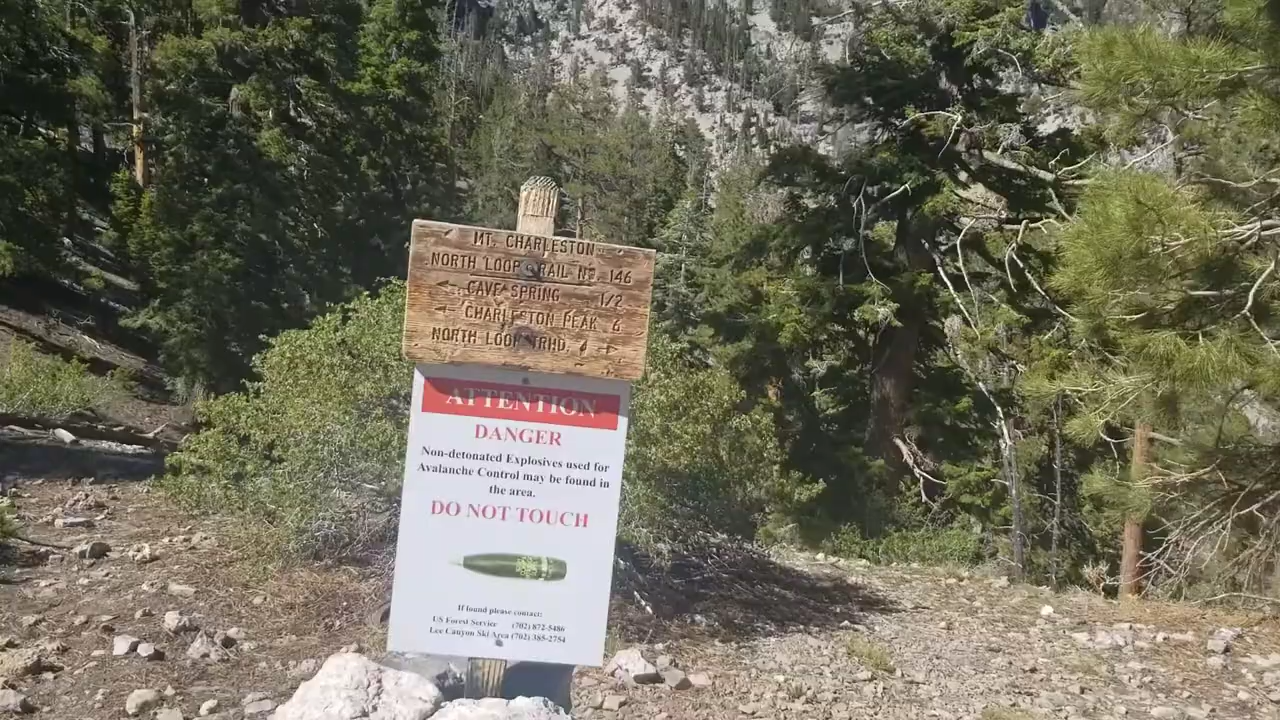 MT. CHARLESTON
NORTH LOOP TRAIL NO. 146
CAVE SPRING 1/2
CHARLESTON PEAK 6
NORTH LOOP TRHD. 4
ATTENTION
DANGER
Non-detonated Explosives used for
Avalanche Control may be found in
the area.
DO NOT TOUCH
If found please contact:
US Forest Service (702) 872-5486
Lee Canyon Ski Area (702) 385-2754